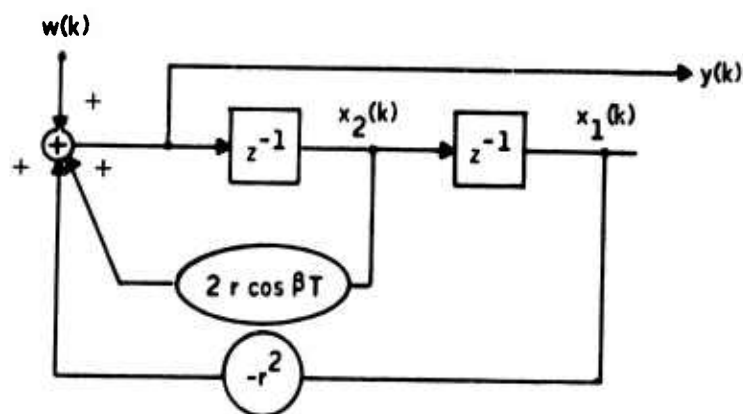 w(k)
+
y(k)
x₂(k)
x₁(k)
+
+
+
z⁻¹
z⁻¹
2 r cos βT
-r²